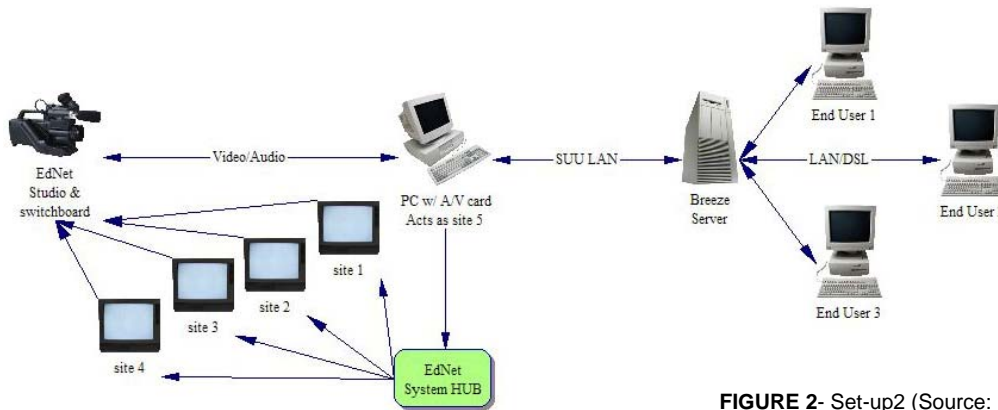 EdNet
Studio &
switchboard
Video/Audio
PC w/ A/V card
Acts as site 5
SUU LAN
Breeze
Server
End User 1
LAN/DSL
End User
End User 3
site 1
site 2
site 3
site 4
EdNet
System HUB
FIGURE 2- Set-up2 (Source: